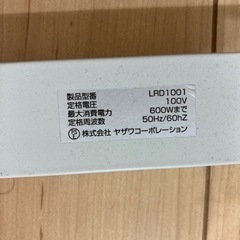 製品型番 LRD1001
定格電圧 100V
最大消費電力 600Wまで
定格周波数 50Hz/60hZ
株式会社 ヤザワコーポレーション